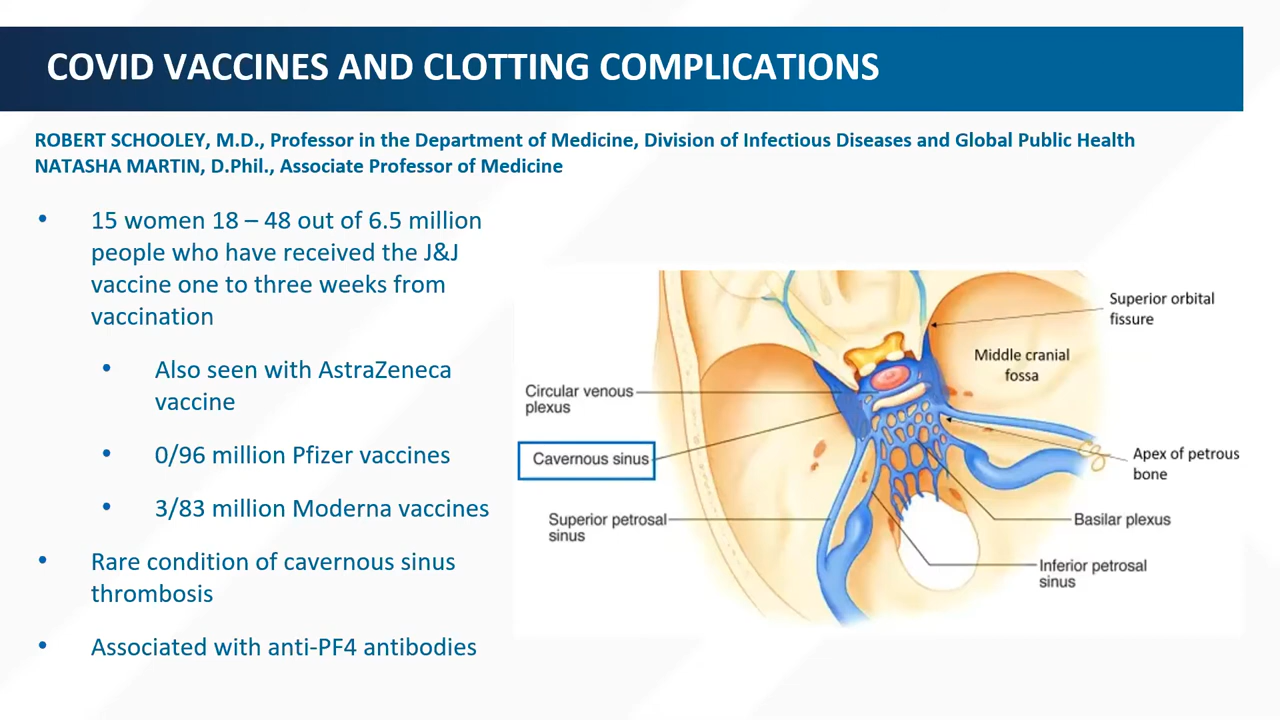 COVID VACCINES AND CLOTTING COMPLICATIONS
ROBERT SCHOOLEY, M.D., Professor in the Department of Medicine, Division of Infectious Diseases and Global Public Health
NATASHA MARTIN, D.Phil., Associate Professor of Medicine
• 15 women 18 – 48 out of 6.5 million
people who have received the J&J
vaccine one to three weeks from
vaccination
• Also seen with AstraZeneca
vaccine
• 0/96 million Pfizer vaccines
• 3/83 million Moderna vaccines
• Rare condition of cavernous sinus
thrombosis
• Associated with anti-PF4 antibodies
Circular venous
plexus
Cavernous sinus
Superior petrosal
sinus
Superior orbital
fissure
Middle cranial
fossa
Apex of petrous
bone
Basilar plexus
Inferior petrosal
sinus